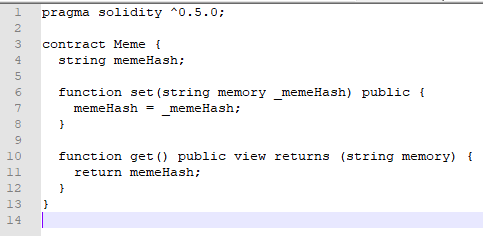 1 pragma solidity ^0.5.0;
2
3 contract Meme {
4   string memeHash;
5
6   function set(string memory _memeHash) public {
7     memeHash = _memeHash;
8   }
9
10   function get() public view returns (string memory) {
11     return memeHash;
12   }
13 }
14